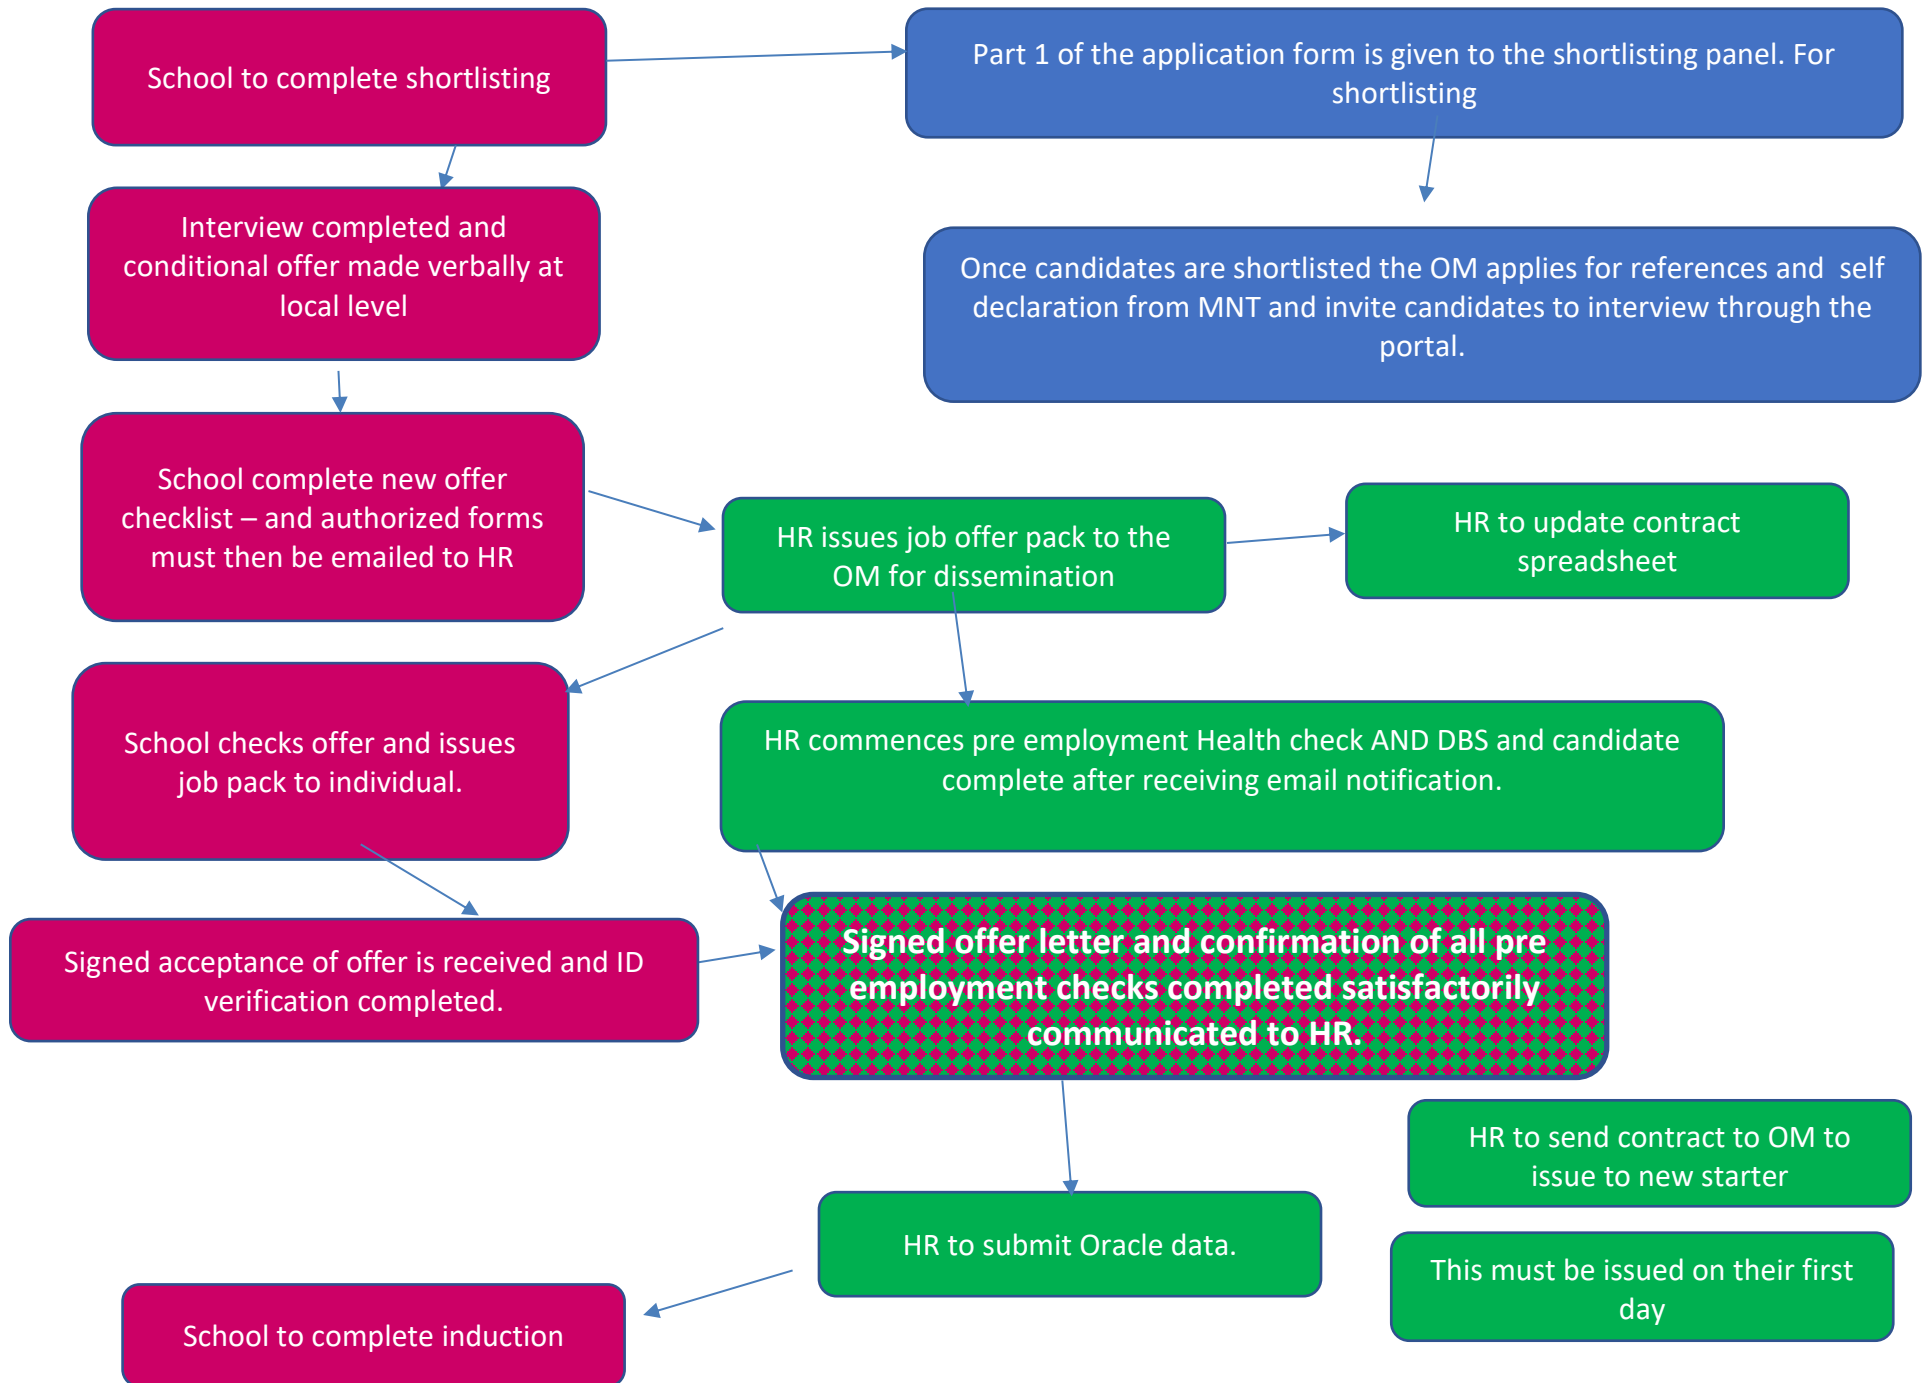 School to complete shortlisting
Part 1 of the application form is given to the shortlisting panel. For
shortlisting
Interview completed and
conditional offer made verbally at
local level
Once candidates are shortlisted the OM applies for references and  self
declaration from MNT and invite candidates to interview through the
portal.
School complete new offer
checklist – and authorized forms
must then be emailed to HR
HR issues job offer pack to the
OM for dissemination
HR to update contract
spreadsheet
School checks offer and issues
job pack to individual.
HR commences pre employment Health check AND DBS and candidate
complete after receiving email notification.
Signed acceptance of offer is received and ID
verification completed.
Signed offer letter and confirmation of all pre
employment checks completed satisfactorily
communicated to HR.
HR to send contract to OM to
issue to new starter
HR to submit Oracle data.
This must be issued on their first
day
School to complete induction